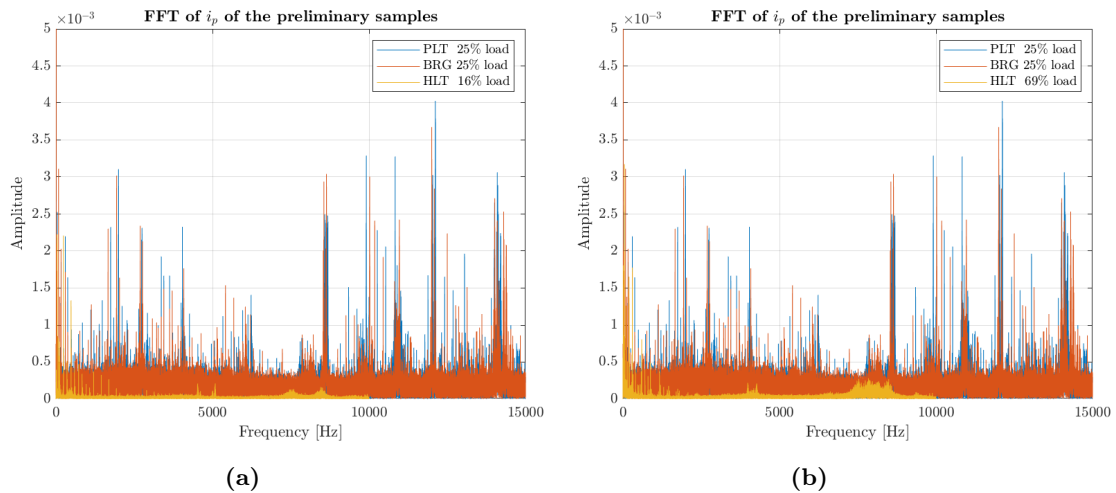 FFT of i_p of the preliminary samples
×10⁻³
5
4.5
4
3.5
3
2.5
2
1.5
1
0.5
0
Amplitude
PLT 25% load
BRG 25% load
HLT 16% load
0 5000 10000 15000
Frequency [Hz]
(a)
FFT of i_p of the preliminary samples
×10⁻³
5
4.5
4
3.5
3
2.5
2
1.5
1
0.5
0
Amplitude
PLT 25% load
BRG 25% load
HLT 69% load
0 5000 10000 15000
Frequency [Hz]
(b)